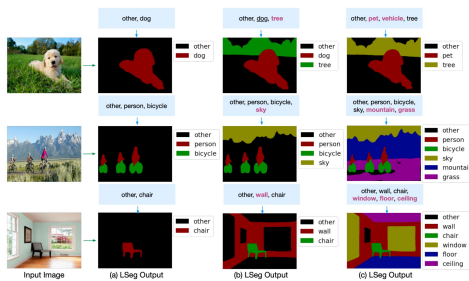 other, dog
other, dog, tree
other, pet, vehicle, tree
other
dog
other
dog
tree
other
pet
tree
other, person, bicycle
other, person, bicycle,
sky
other, person, bicycle,
sky, mountain, grass
other
person
bicycle
other
person
bicycle
sky
other
person
bicycle
sky
mountai
grass
other, chair
other, wall, chair
other, wall, chair,
window, floor, ceiling
other
chair
other
wall
chair
other
wall
chair
window
floor
ceiling
Input Image
(a) LSeg Output
(b) LSeg Output
(c) LSeg Output